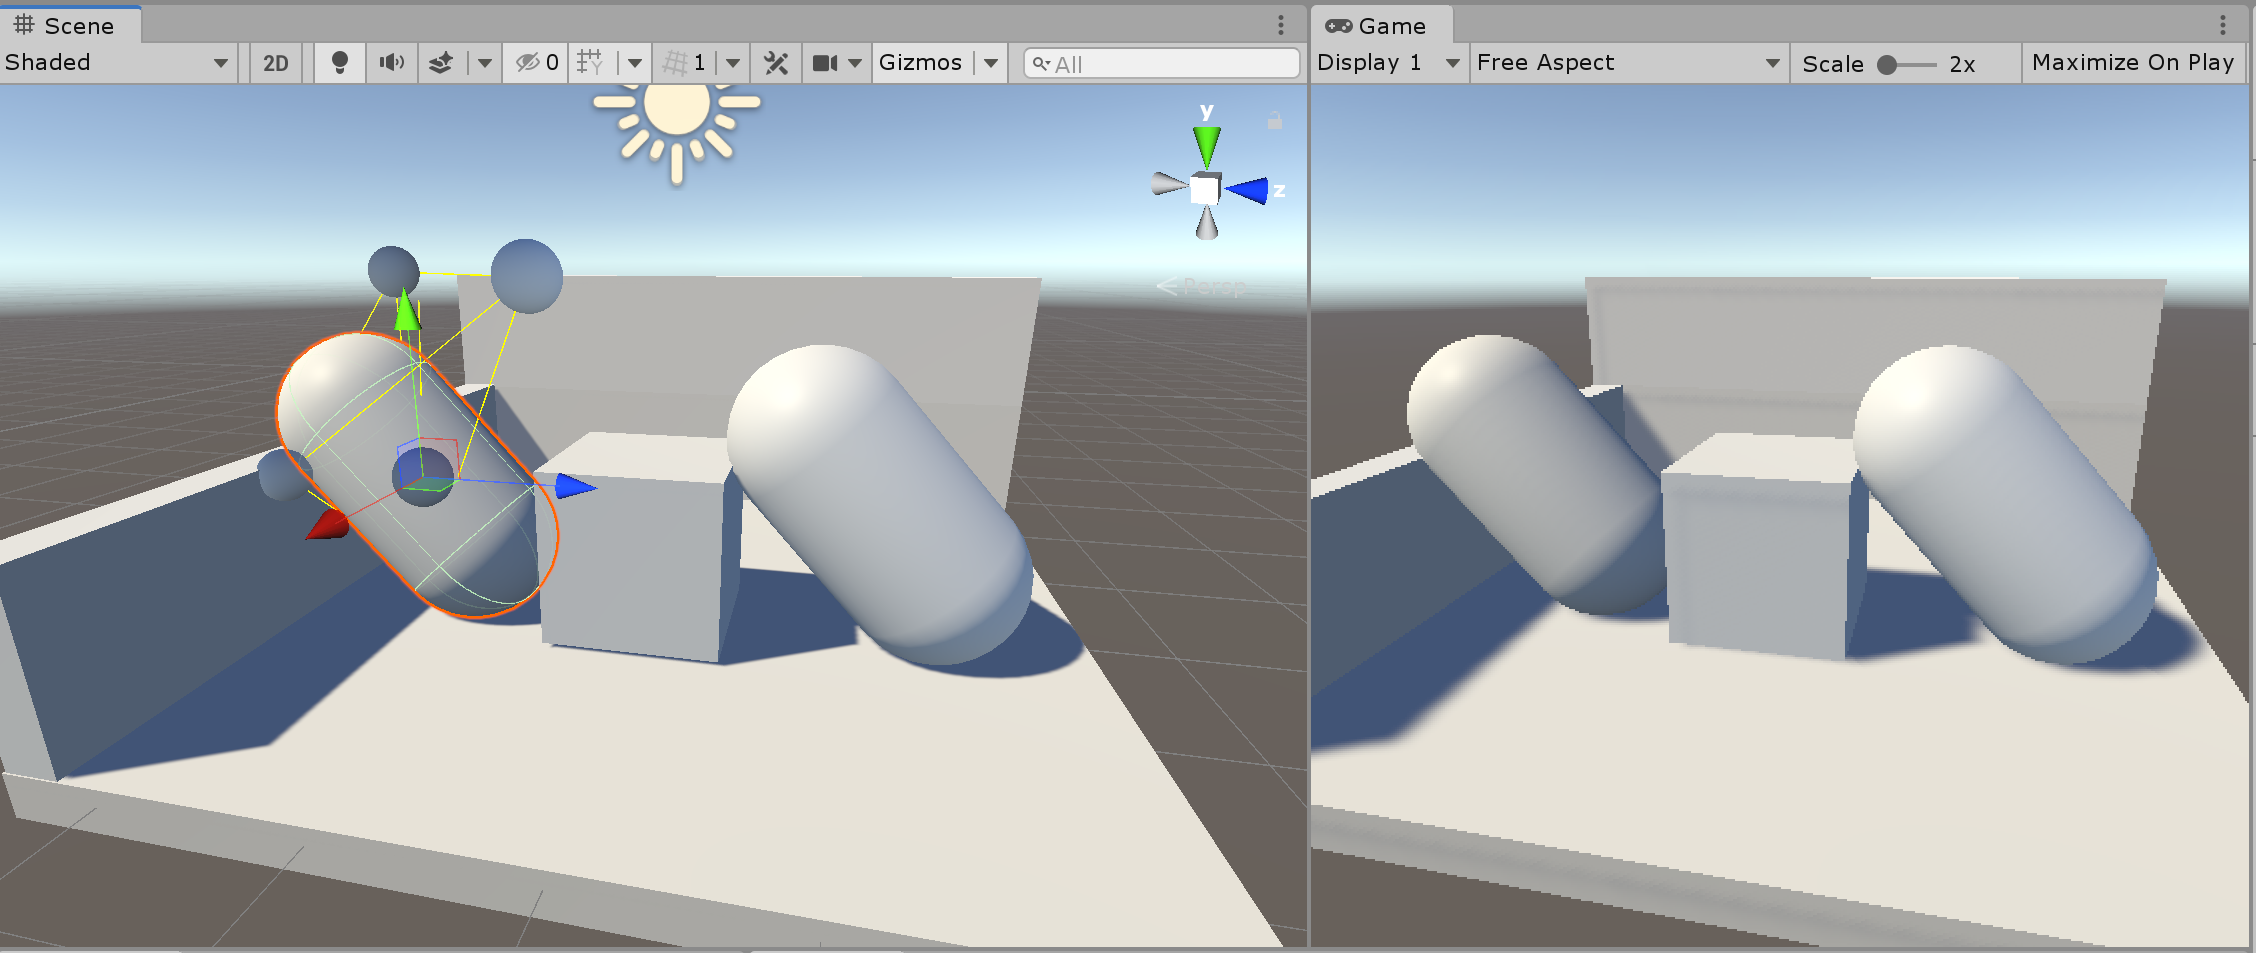 Scene
Shaded 2D 0 1 Gizmos All
y
z
Persp
Game
Display 1 Free Aspect Scale 2x Maximize On Play